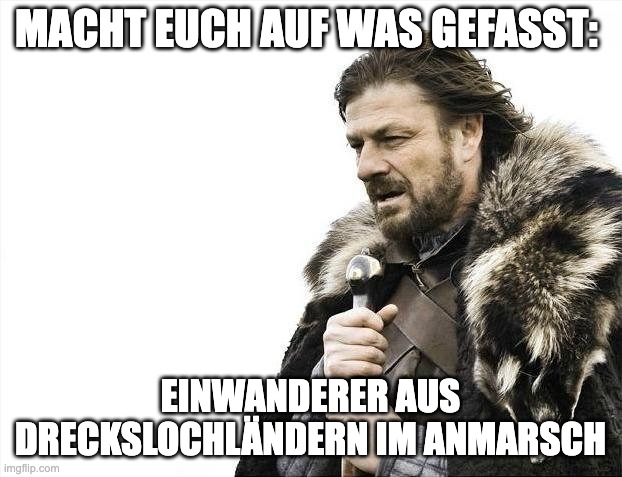 MACHT EUCH AUF WAS GEFASST:
EINWANDERER AUS
DRECKSLOCHLÄNDERN IM ANMARSCH
imgflip.com